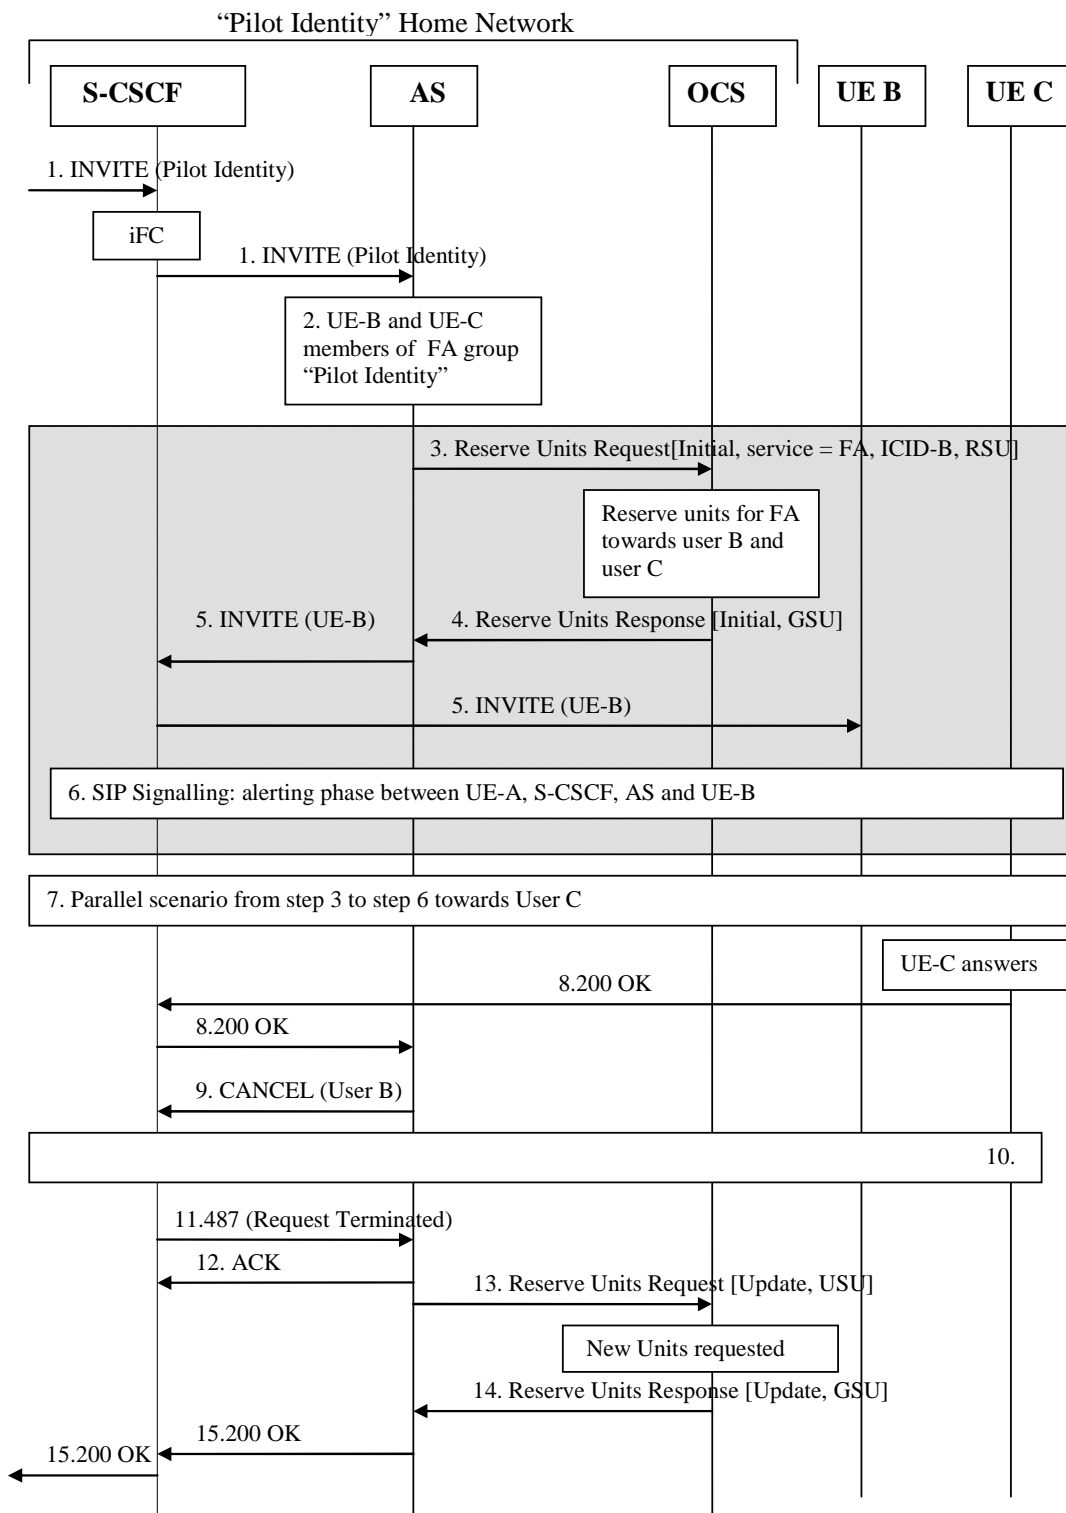 “Pilot Identity” Home Network
S-CSCF
AS
OCS
UE B
UE C
1. INVITE (Pilot Identity)
iFC
1. INVITE (Pilot Identity)
2. UE-B and UE-C
members of  FA group
“Pilot Identity”
3. Reserve Units Request[Initial, service = FA, ICID-B, RSU]
Reserve units for FA
towards user B and
user C
5. INVITE (UE-B)
4. Reserve Units Response [Initial, GSU]
5. INVITE (UE-B)
6. SIP Signalling: alerting phase between UE-A, S-CSCF, AS and UE-B
7. Parallel scenario from step 3 to step 6 towards User C
UE-C answers
8.200 OK
8.200 OK
9. CANCEL (User B)
10.
11.487 (Request Terminated)
12. ACK
13. Reserve Units Request [Update, USU]
New Units requested
14. Reserve Units Response [Update, GSU]
15.200 OK
15.200 OK